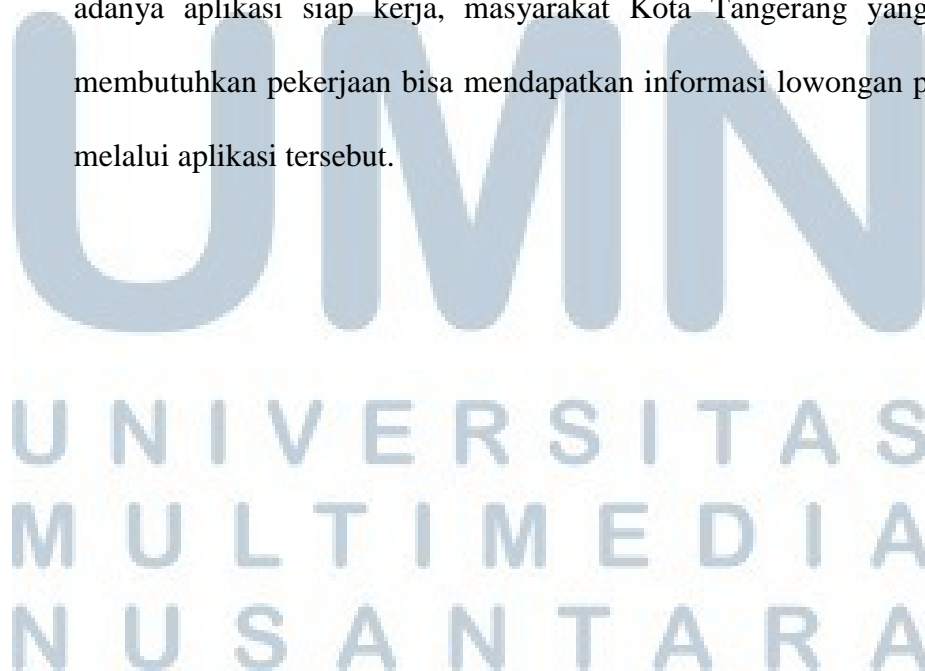 adanya aplikasi siap kerja, masyarakat Kota Tangerang yang
membutuhkan pekerjaan bisa mendapatkan informasi lowongan p
melalui aplikasi tersebut.
UMN
UNIVERSITAS
MULTIMEDIA
NUSANTARA